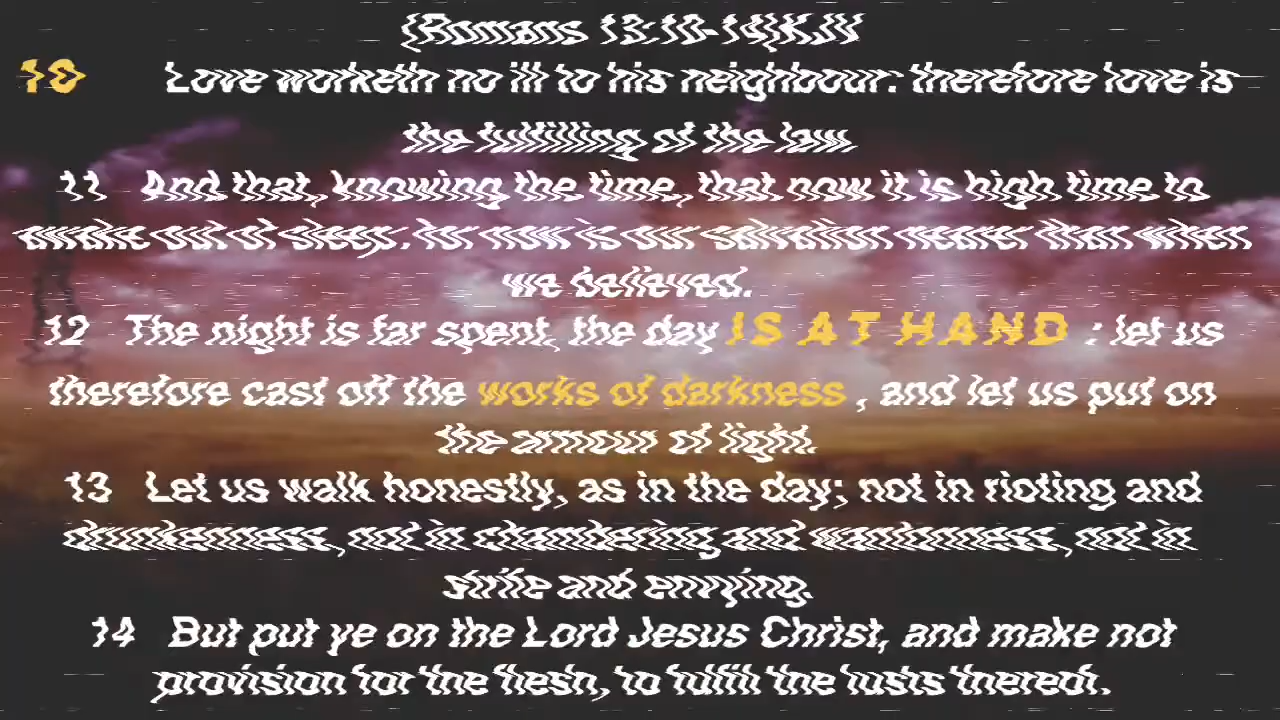 (Romans 13:10-14)KJV
10 Love worketh no ill to his neighbour: therefore love is
the fulfilling of the law.
11 And that, knowing the time, that now it is high time to
awake out of sleep: for now is our salvation nearer than when
we believed.
12 The night is far spent, the day IS AT HAND : let us
therefore cast off the works of darkness , and let us put on
the armour of light.
13 Let us walk honestly, as in the day; not in rioting and
drunkenness, not in chambering and wantonness, not in
strife and envying.
14 But put ye on the Lord Jesus Christ, and make not
provision for the flesh, to fulfil the lusts thereof.